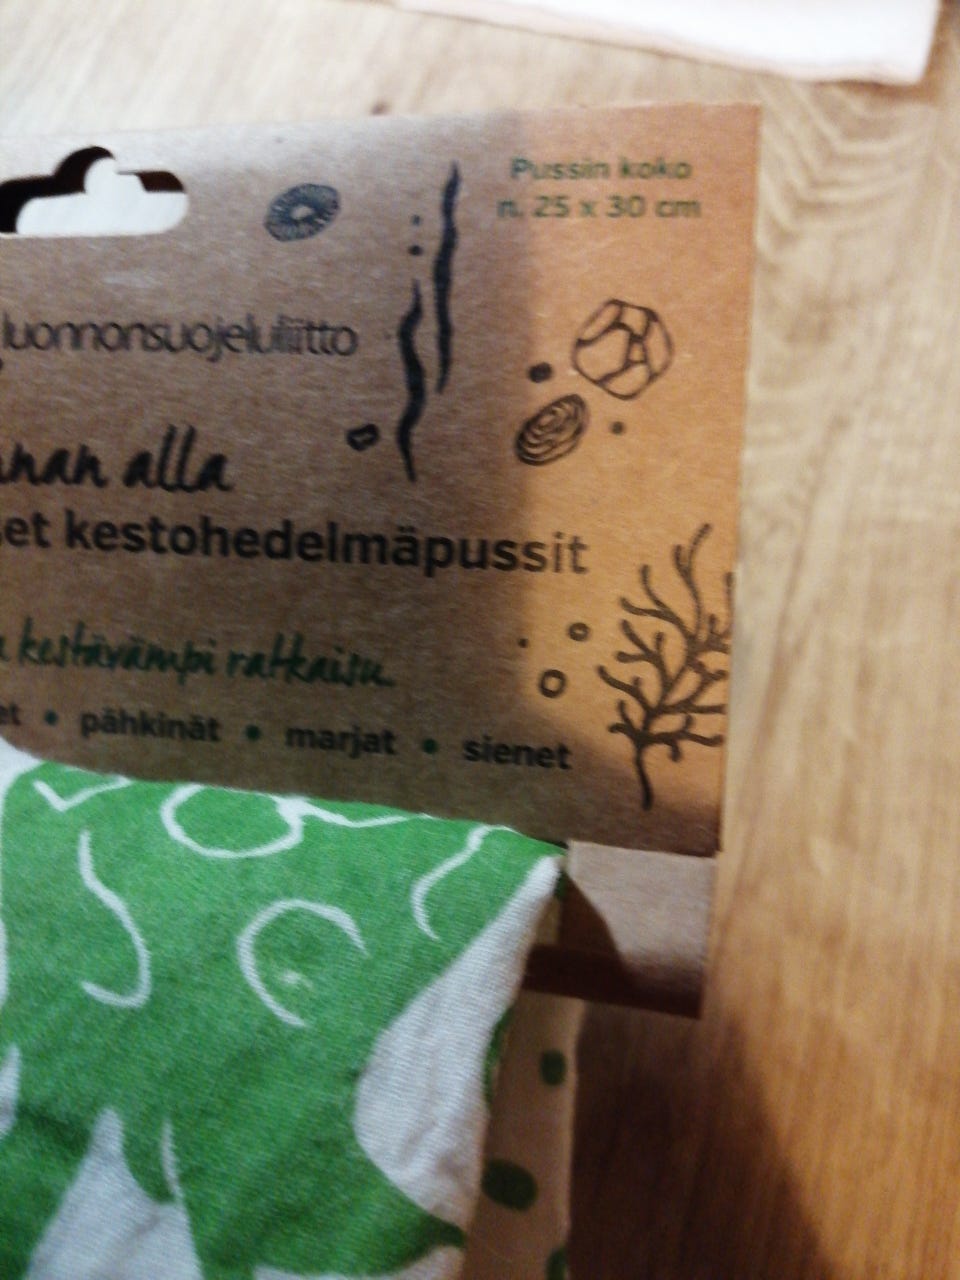 Pussin koko
n. 25 x 30 cm
luonnonsuojeluliitto
alla
kestohedelmäpussit
kestävämpi ratkaisu.
• pähkinät • marjat • sienet